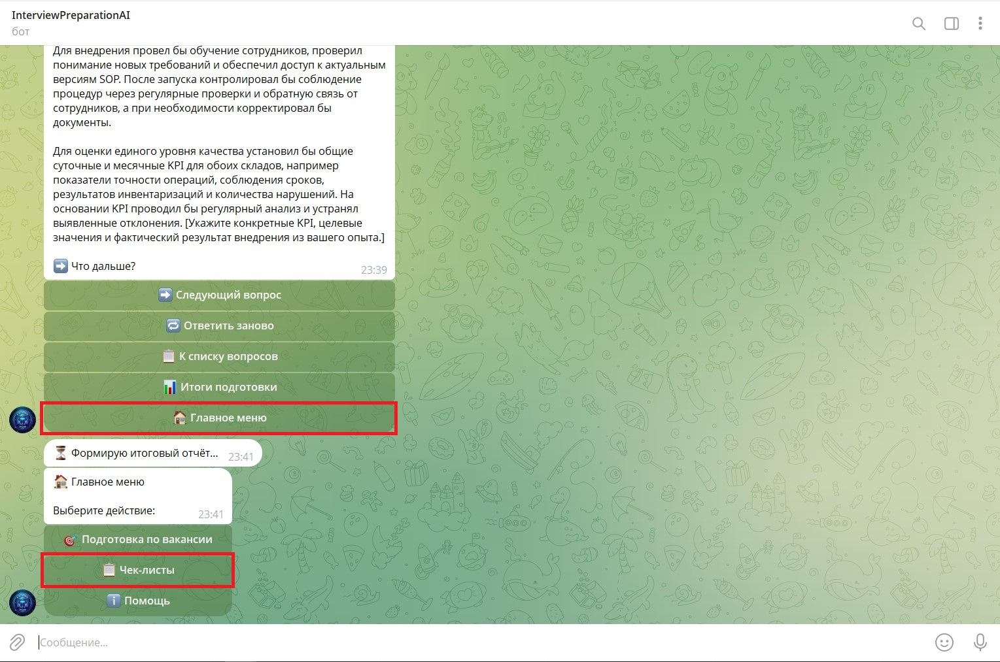 InterviewPreparationAI
бот
Для внедрения провел бы обучение сотрудников, проверил
понимание новых требований и обеспечил доступ к актуальным
версиям SOP. После запуска контролировал бы соблюдение
процедур через регулярные проверки и обратную связь от
сотрудников, а при необходимости корректировал бы
документы.
Для оценки единого уровня качества установил бы общие
суточные и месячные KPI для обоих складов, например
показатели точности операций, соблюдения сроков,
результатов инвентаризаций и количества нарушений. На
основании KPI проводил бы регулярный анализ и устранял
выявленные отклонения. [Укажите конкретные KPI, целевые
значения и фактический результат внедрения из вашего опыта.]
Что дальше?
23:39
Следующий вопрос
Ответить заново
К списку вопросов
Итоги подготовки
Главное меню
Формирую итоговый отчёт... 23:41
Главное меню
Выберите действие: 23:41
Подготовка по вакансии
Чек-листы
Помощь
Сообщение...